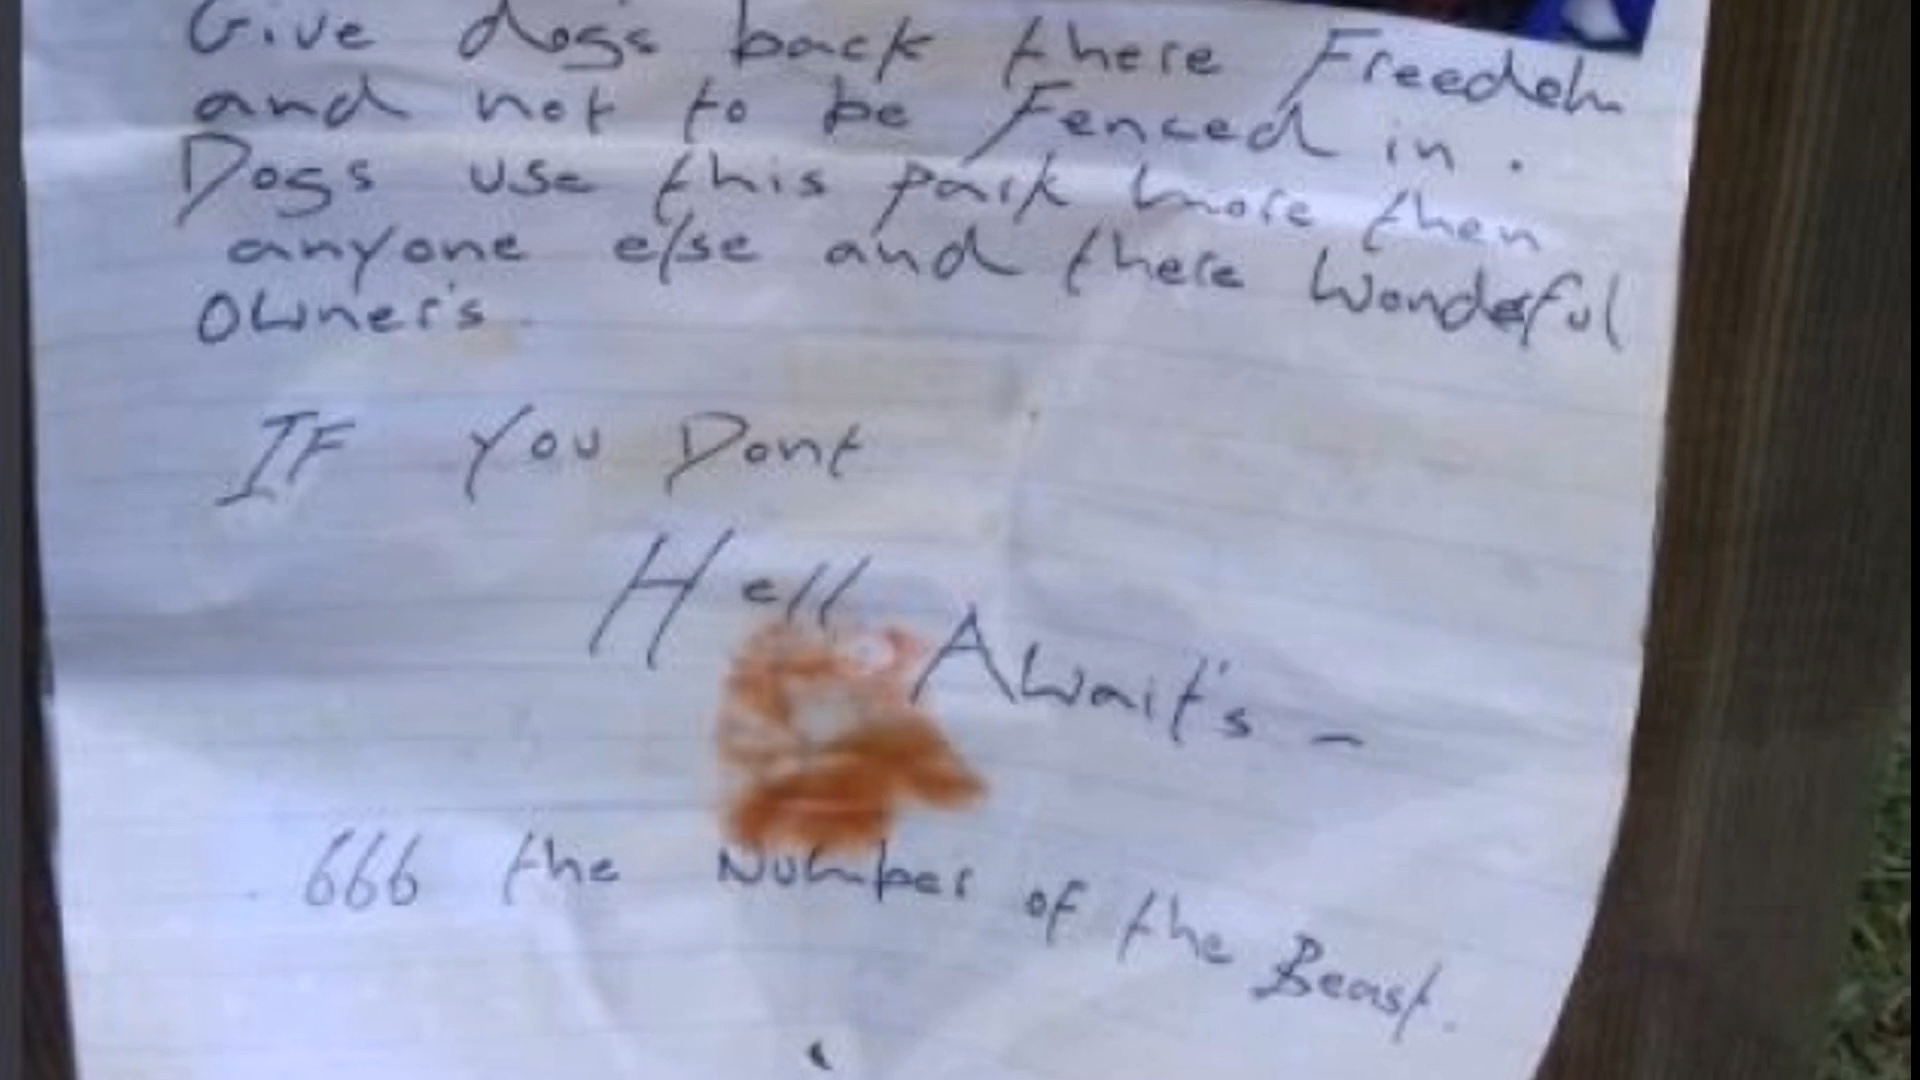 Give dogs back there Freedom
and not to be Fenced in.
Dogs use this park more then
anyone else and there Wonderful
Owner's
IF You Dont
Hell Await's -
666 the Number of the Beast.